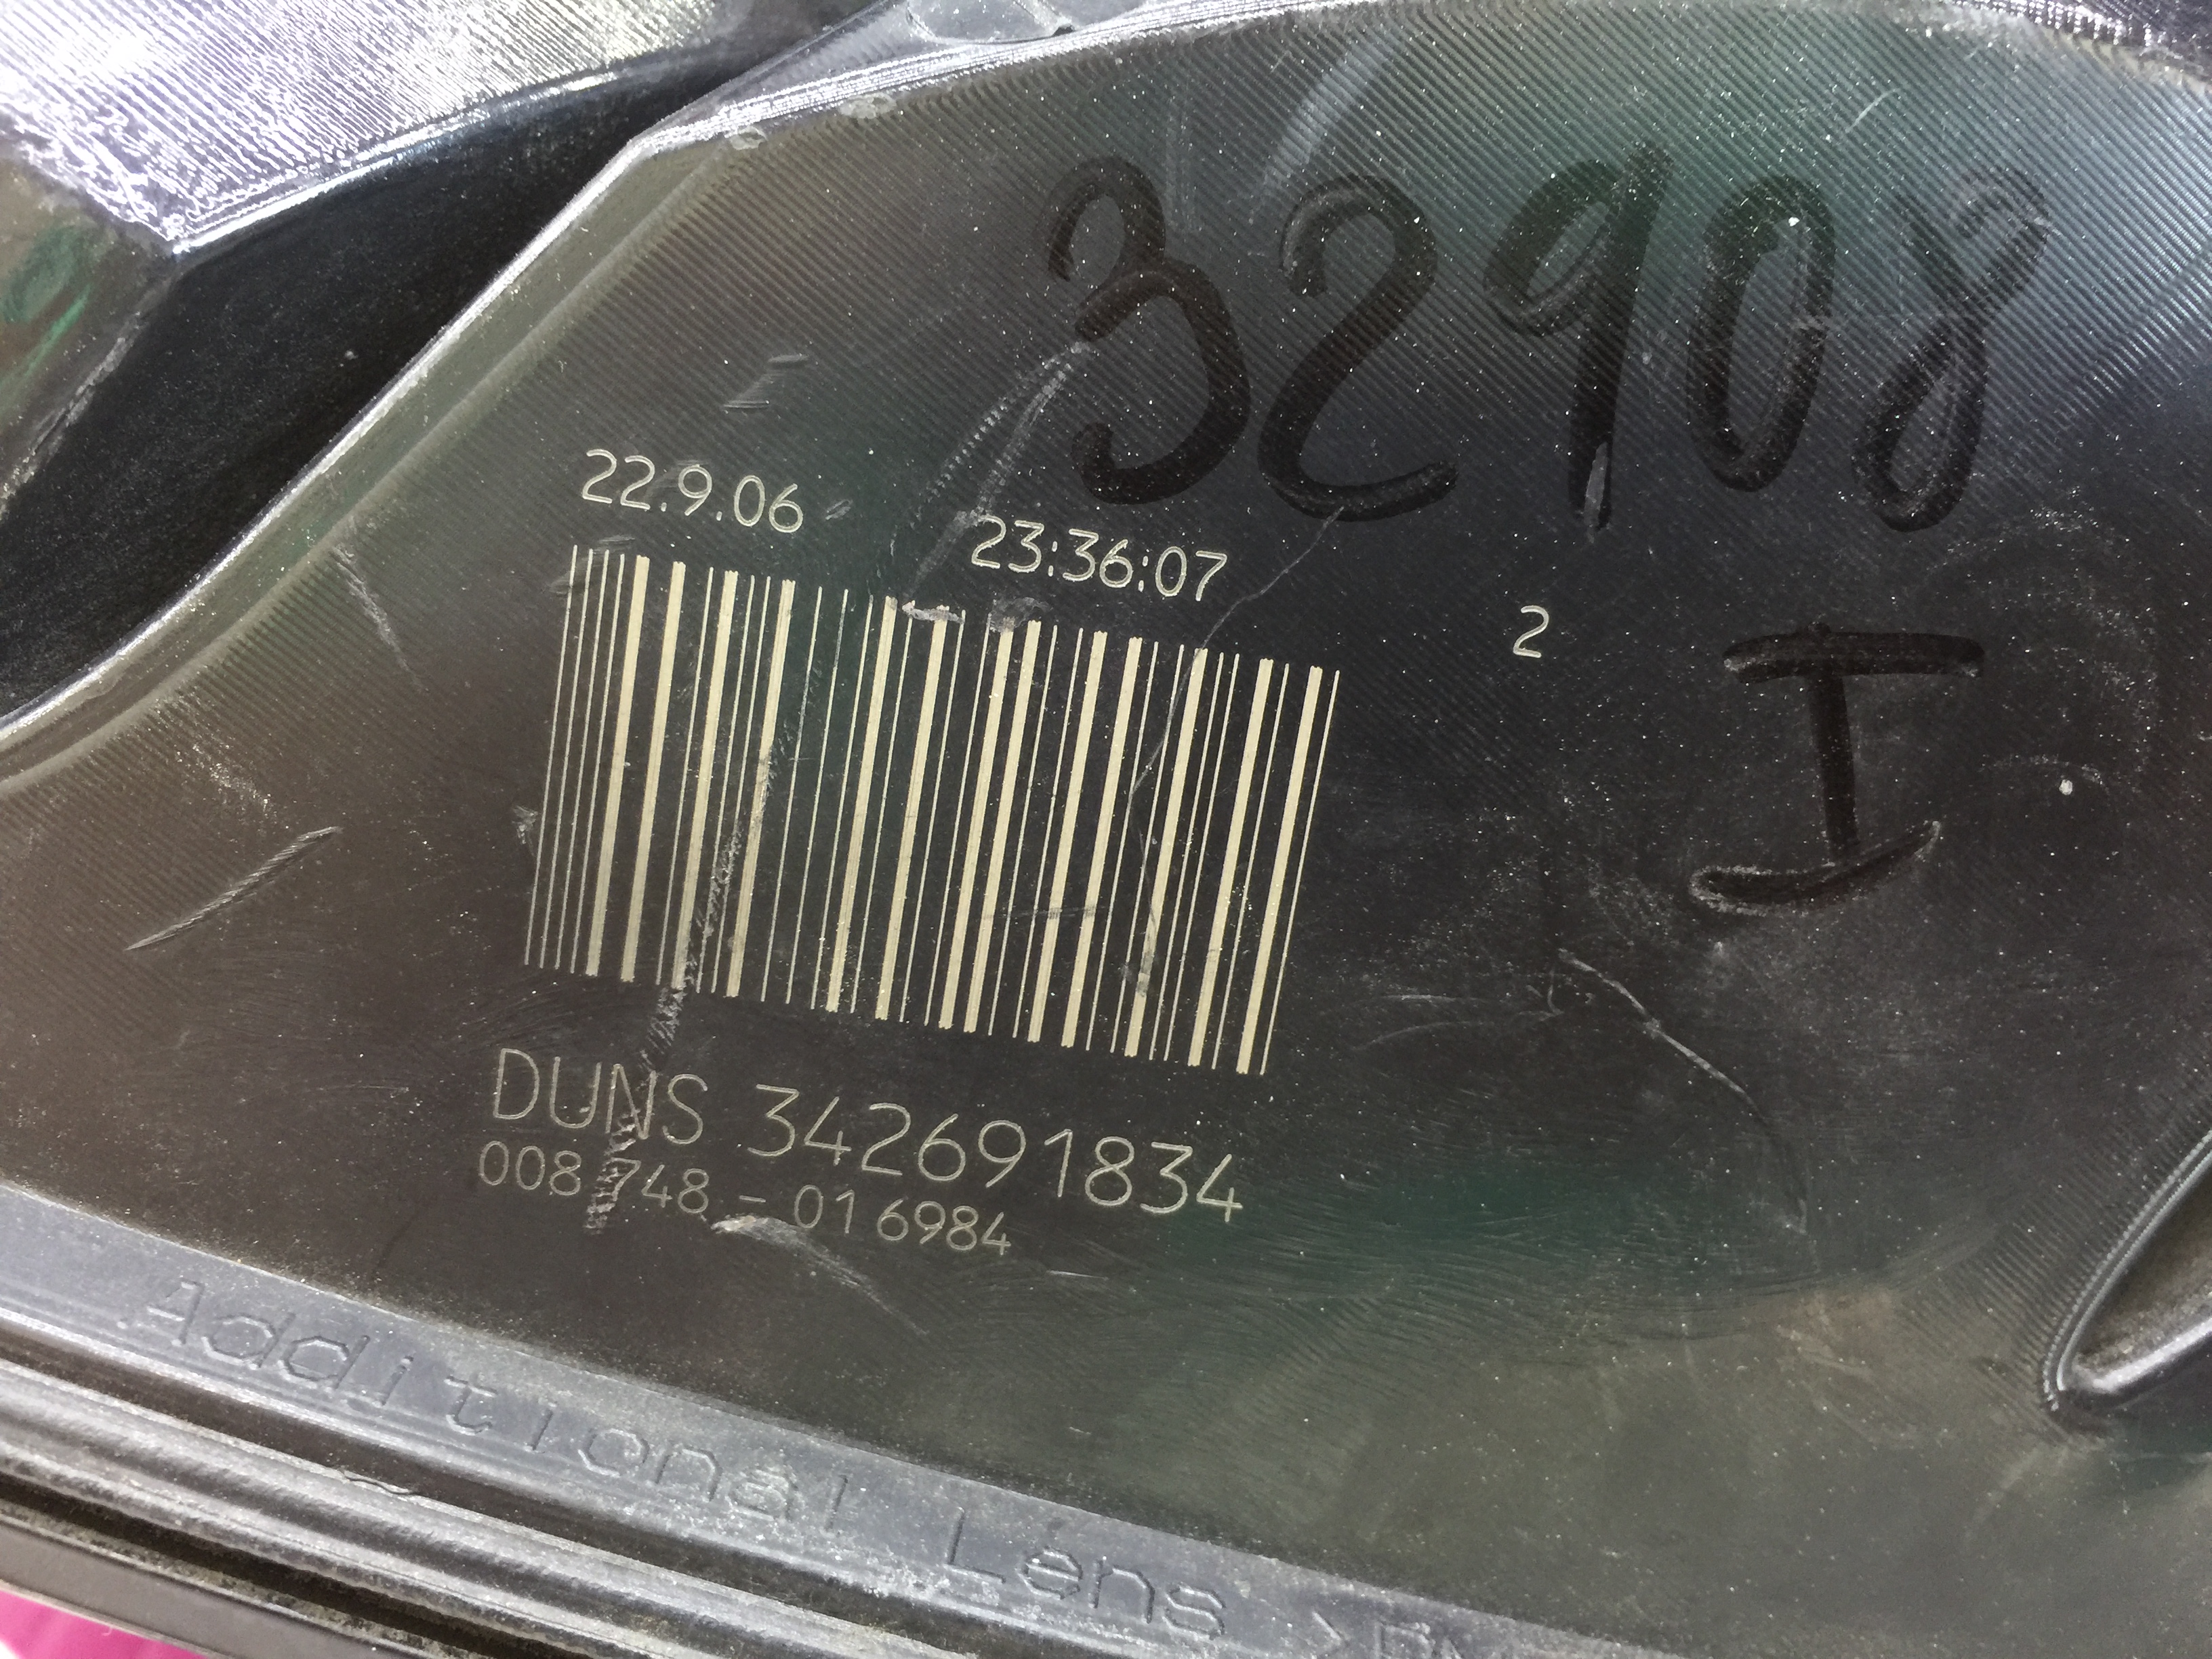 32908
22.9.06 23:36:07 2
I
DUNS 342691834
008 748 - 01 6984
Additional Lens >